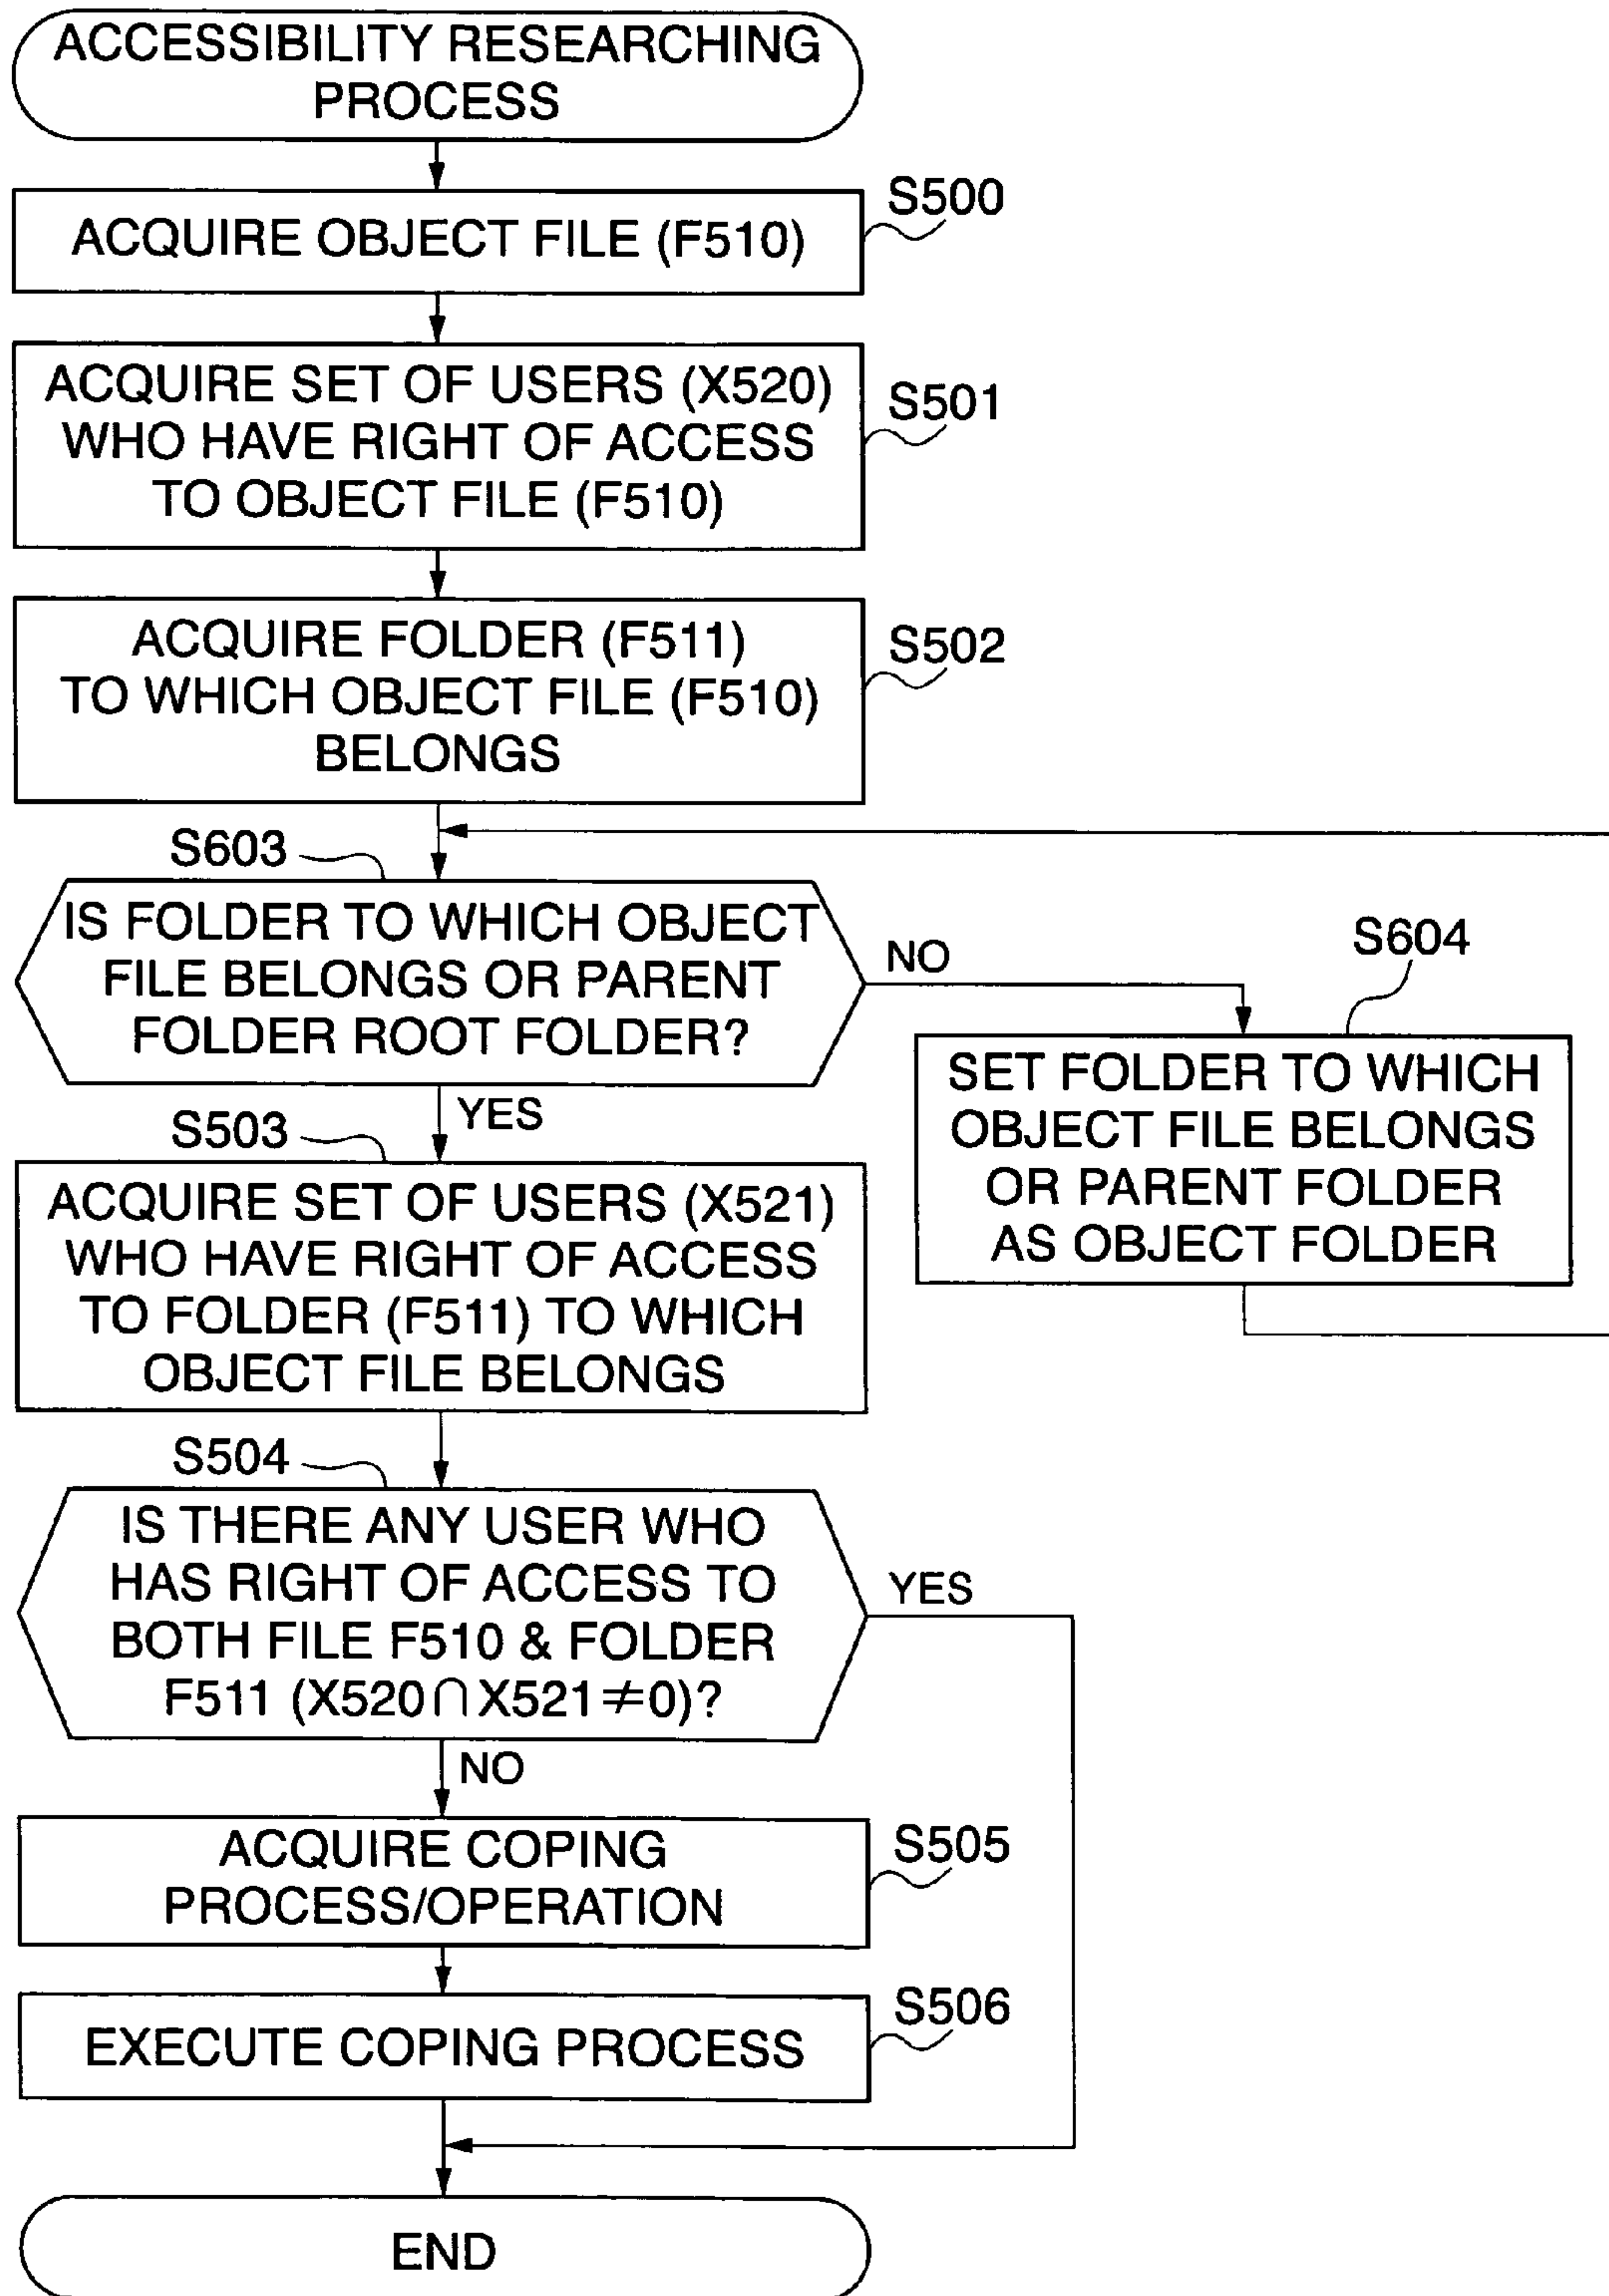 ACCESSIBILITY RESEARCHING
PROCESS
ACQUIRE OBJECT FILE (F510)
S500
ACQUIRE SET OF USERS (X520)
WHO HAVE RIGHT OF ACCESS
TO OBJECT FILE (F510)
S501
ACQUIRE FOLDER (F511)
TO WHICH OBJECT FILE (F510)
BELONGS
S502
S603
IS FOLDER TO WHICH OBJECT
FILE BELONGS OR PARENT
FOLDER ROOT FOLDER?
NO
S604
SET FOLDER TO WHICH
OBJECT FILE BELONGS
OR PARENT FOLDER
AS OBJECT FOLDER
YES
S503
ACQUIRE SET OF USERS (X521)
WHO HAVE RIGHT OF ACCESS
TO FOLDER (F511) TO WHICH
OBJECT FILE BELONGS
S504
IS THERE ANY USER WHO
HAS RIGHT OF ACCESS TO
BOTH FILE F510 & FOLDER
F511 (X520∩X521≠0)?
YES
NO
ACQUIRE COPING
PROCESS/OPERATION
S505
EXECUTE COPING PROCESS
S506
END